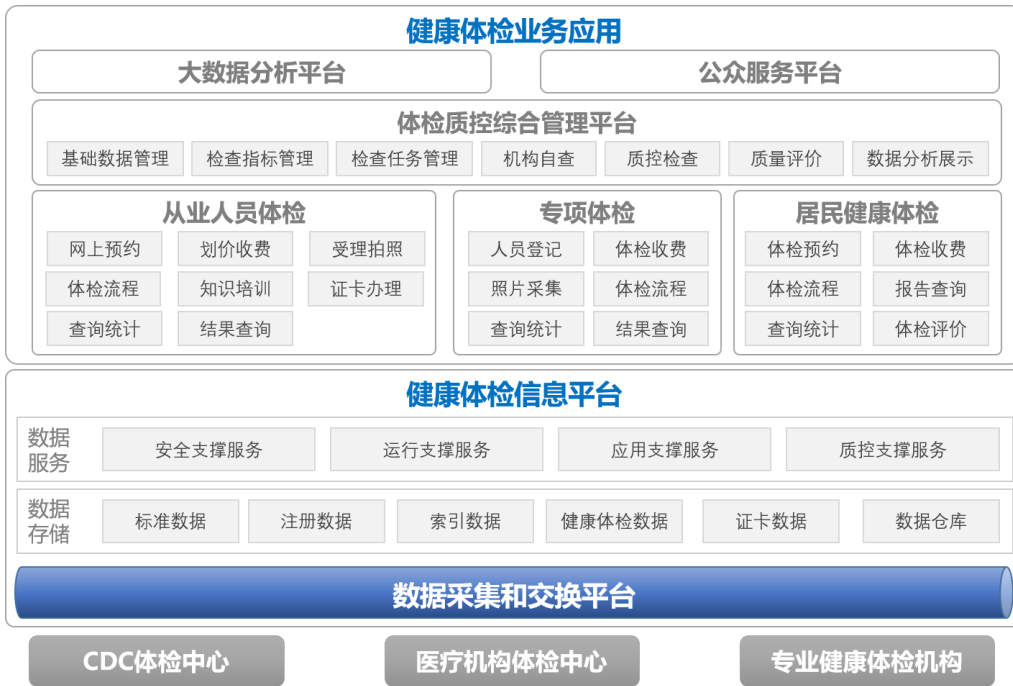 健康体检业务应用
大数据分析平台 公众服务平台
体检质控综合管理平台
基础数据管理 检查指标管理 检查任务管理 机构自查 质控检查 质量评价 数据分析展示
从业人员体检 专项体检 居民健康体检
网上预约 划价收费 受理拍照 人员登记 体检收费 体检预约 体检收费
体检流程 知识培训 证卡办理 照片采集 体检流程 体检流程 报告查询
查询统计 结果查询 查询统计 结果查询 查询统计 体检评价
健康体检信息平台
数据
服务
安全支撑服务 运行支撑服务 应用支撑服务 质控支撑服务
数据
存储
标准数据 注册数据 索引数据 健康体检数据 证卡数据 数据仓库
数据采集和交换平台
CDC体检中心 医疗机构体检中心 专业健康体检机构